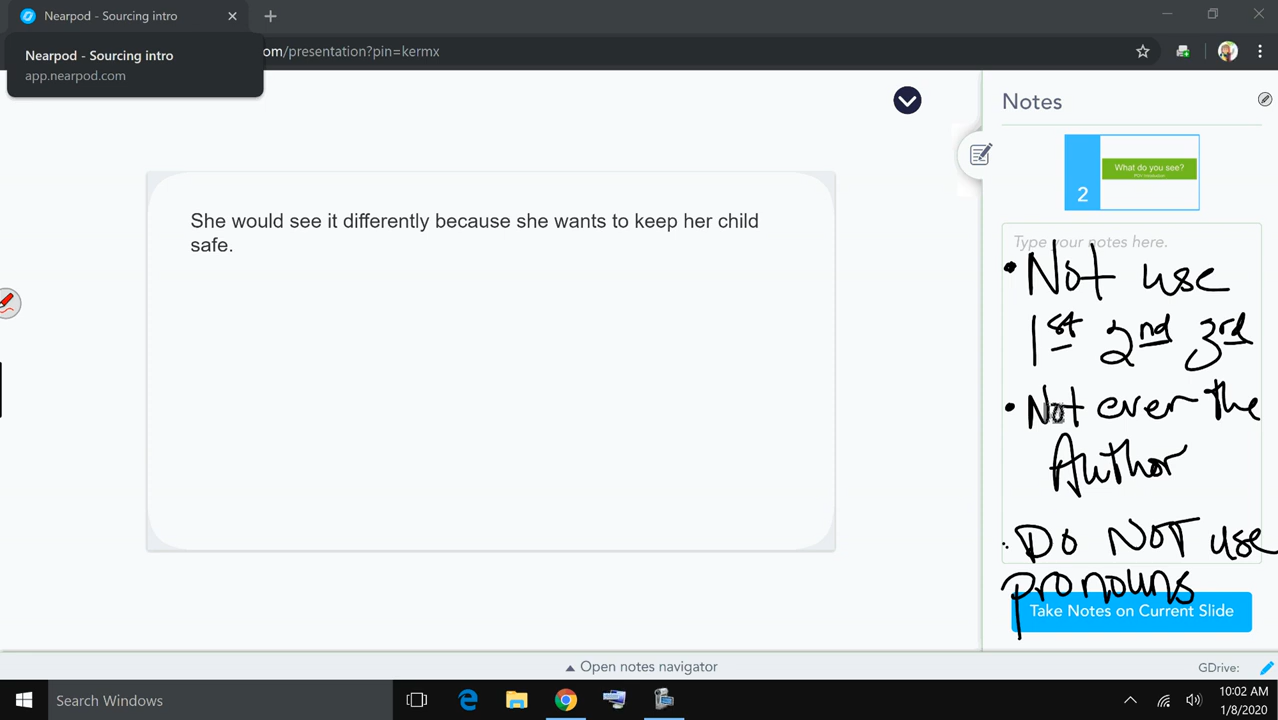 Nearpod - Sourcing intro
Nearpod - Sourcing intro
om/presentation?pin=kermx
app.nearpod.com
Notes
What do you see?
2
She would see it differently because she wants to keep her child
safe.
Type your notes here.
• Not use
1st 2nd 3rd
• Not ever the
Author
• Do NOT use
pronouns
Take Notes on Current Slide
Open notes navigator
GDrive:
Search Windows
10:02 AM
1/8/2020